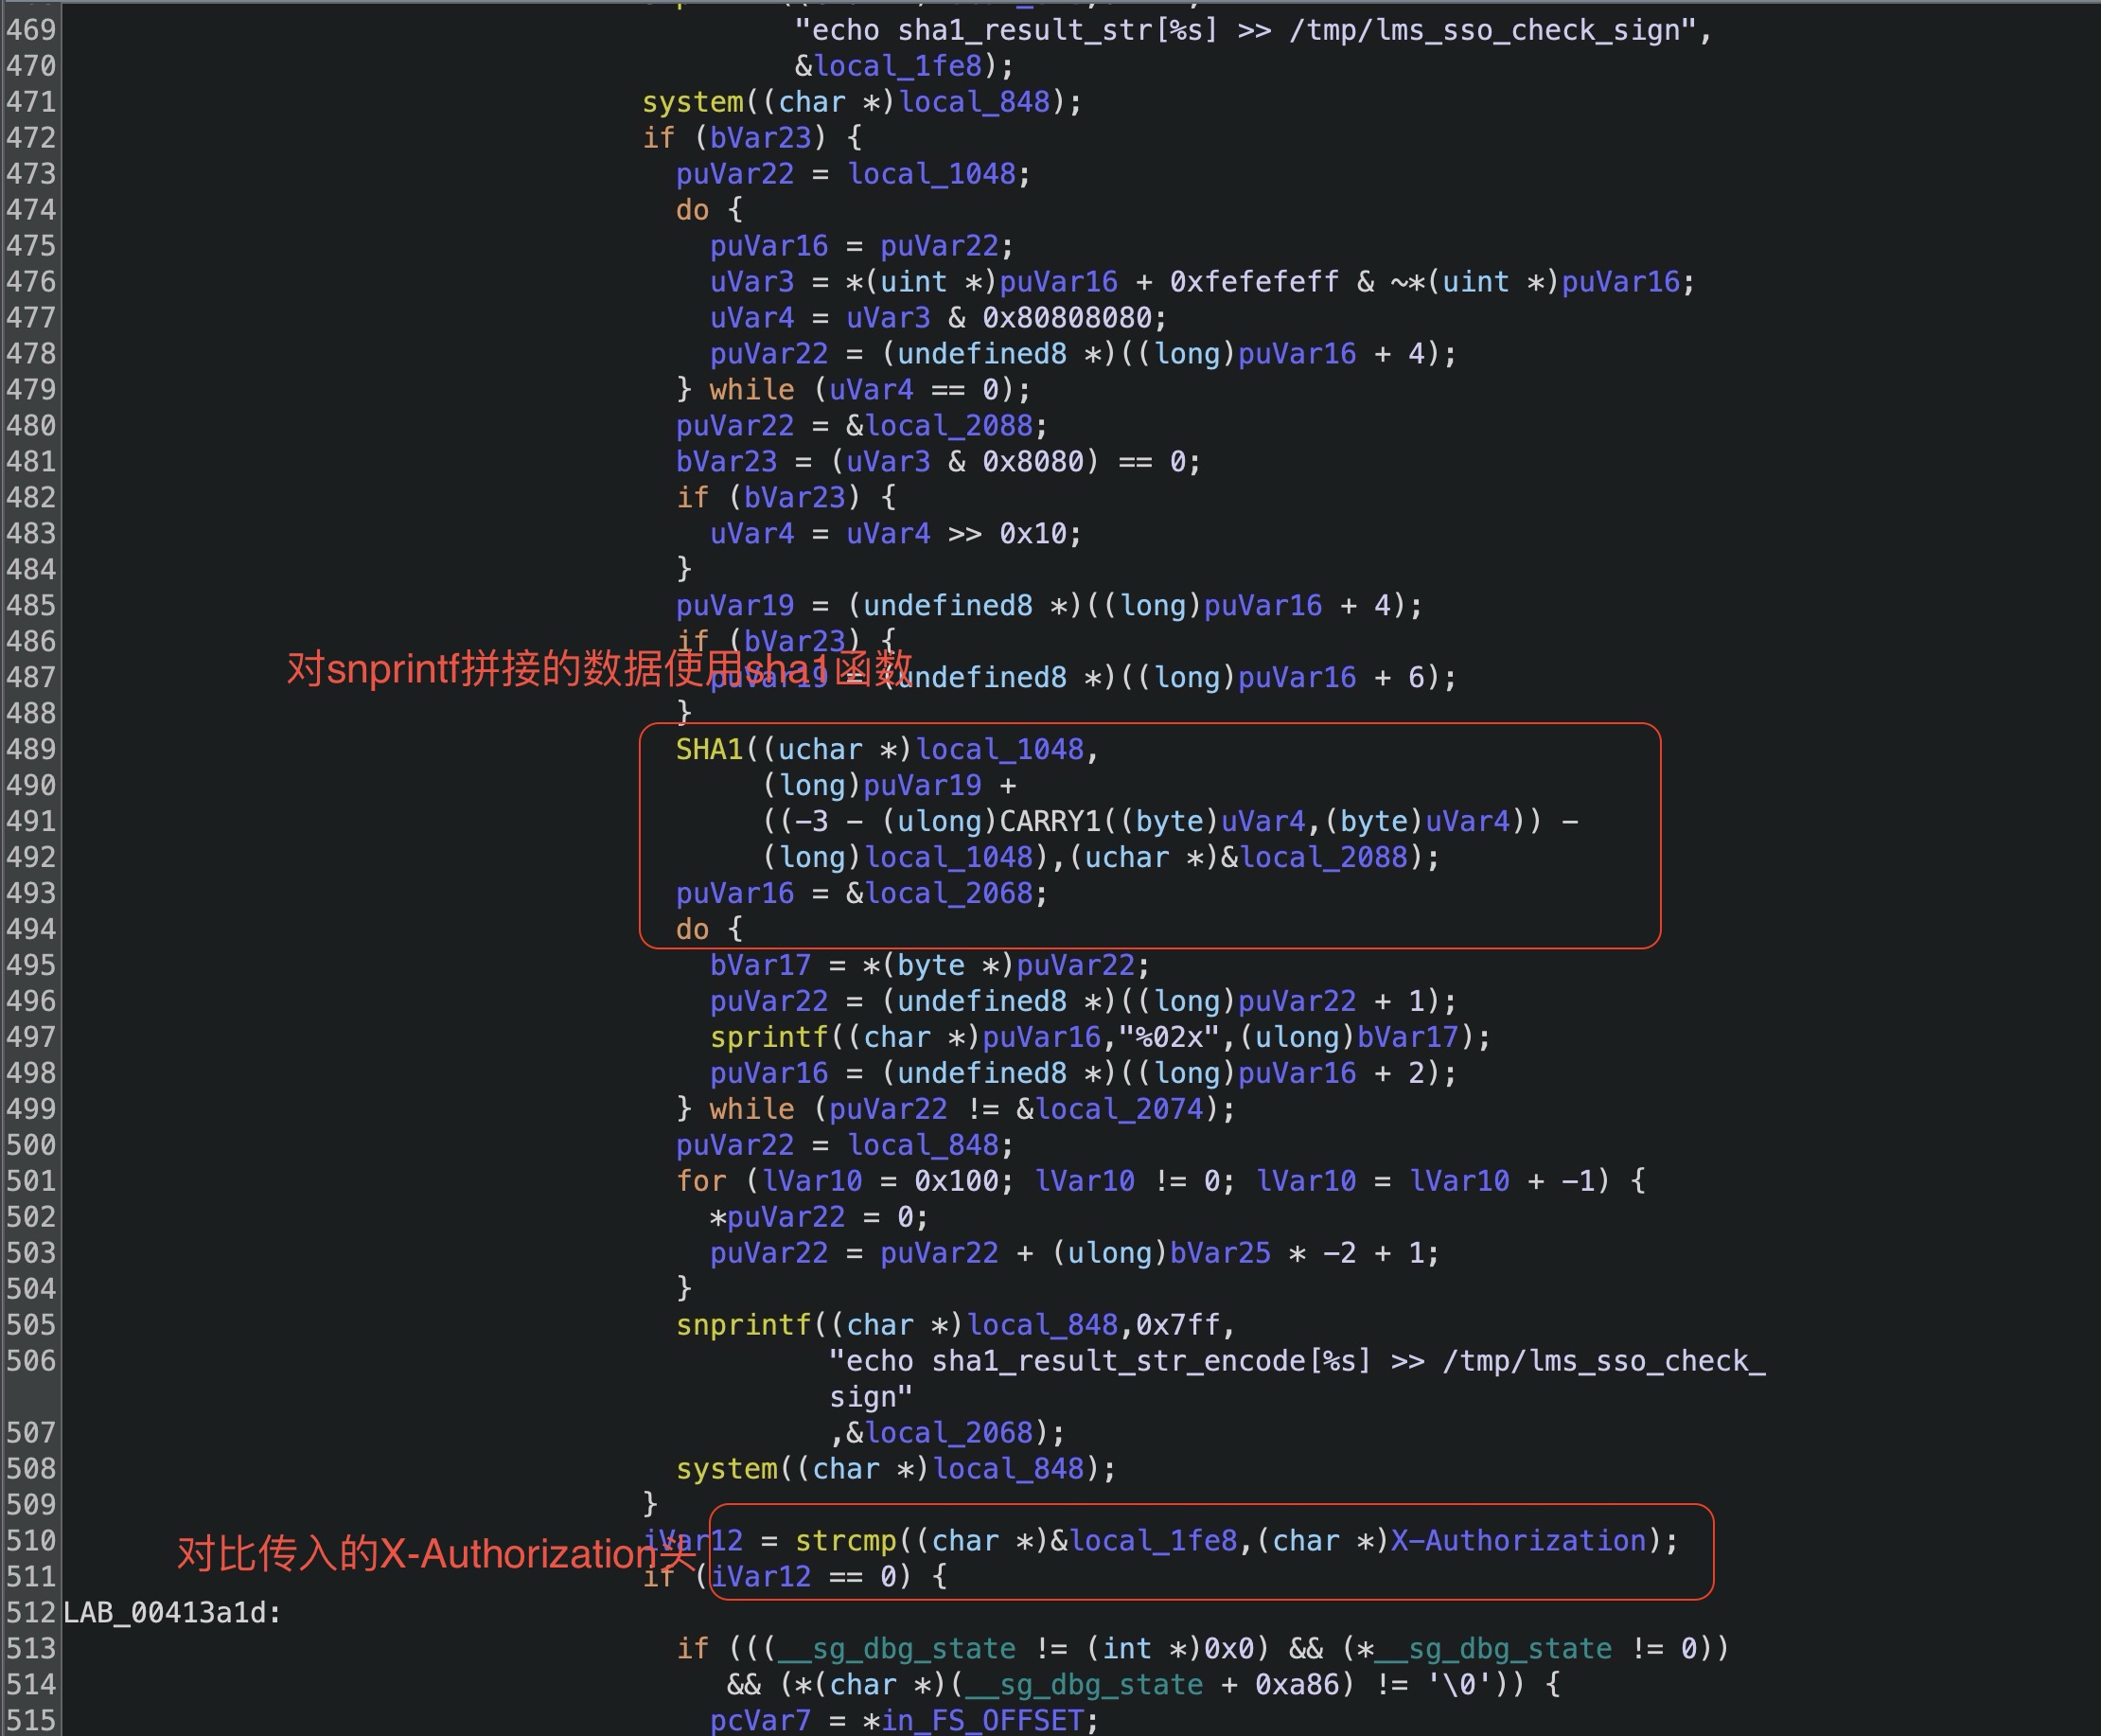 469 "echo sha1_result_str[%s] >> /tmp/lms_sso_check_sign",
470 &local_1fe8);
471 system((char *)local_848);
472 if (bVar23) {
473 puVar22 = local_1048;
474 do {
475 puVar16 = puVar22;
476 uVar3 = *(uint *)puVar16 + 0xfefefeff & ~*(uint *)puVar16;
477 uVar4 = uVar3 & 0x80808080;
478 puVar22 = (undefined8 *)((long)puVar16 + 4);
479 } while (uVar4 == 0);
480 puVar22 = &local_2088;
481 bVar23 = (uVar3 & 0x8080) == 0;
482 if (bVar23) {
483 uVar4 = uVar4 >> 0x10;
484 }
485 puVar19 = (undefined8 *)((long)puVar16 + 4);
486 if (bVar23) {
对snprintf拼接的数据使用sha1函数
487 puVar19 = (undefined8 *)((long)puVar16 + 6);
488 }
489 SHA1((uchar *)local_1048,
490 (long)puVar19 +
491 ((-3 - (ulong)CARRY1((byte)uVar4,(byte)uVar4)) -
492 (long)local_1048),(uchar *)&local_2088);
493 puVar16 = &local_2068;
494 do {
495 bVar17 = *(byte *)puVar22;
496 puVar22 = (undefined8 *)((long)puVar22 + 1);
497 sprintf((char *)puVar16,"%02x",(ulong)bVar17);
498 puVar16 = (undefined8 *)((long)puVar16 + 2);
499 } while (puVar22 != &local_2074);
500 puVar22 = local_848;
501 for (lVar10 = 0x100; lVar10 != 0; lVar10 = lVar10 + -1) {
502 *puVar22 = 0;
503 puVar22 = puVar22 + (ulong)bVar25 * -2 + 1;
504 }
505 snprintf((char *)local_848,0x7ff,
506 "echo sha1_result_str_encode[%s] >> /tmp/lms_sso_check_
sign"
507 ,&local_2068);
508 system((char *)local_848);
509 }
510 iVar12 = strcmp((char *)&local_1fe8,(char *)X-Authorization);
对比传入的X-Authorization头
511 if (iVar12 == 0) {
512 LAB_00413a1d:
513 if (((__sg_dbg_state != (int *)0x0) && (*__sg_dbg_state != 0))
514 && (*(char *)(__sg_dbg_state + 0xa86) != '\0')) {
515 pcVar7 = *in_FS_OFFSET;